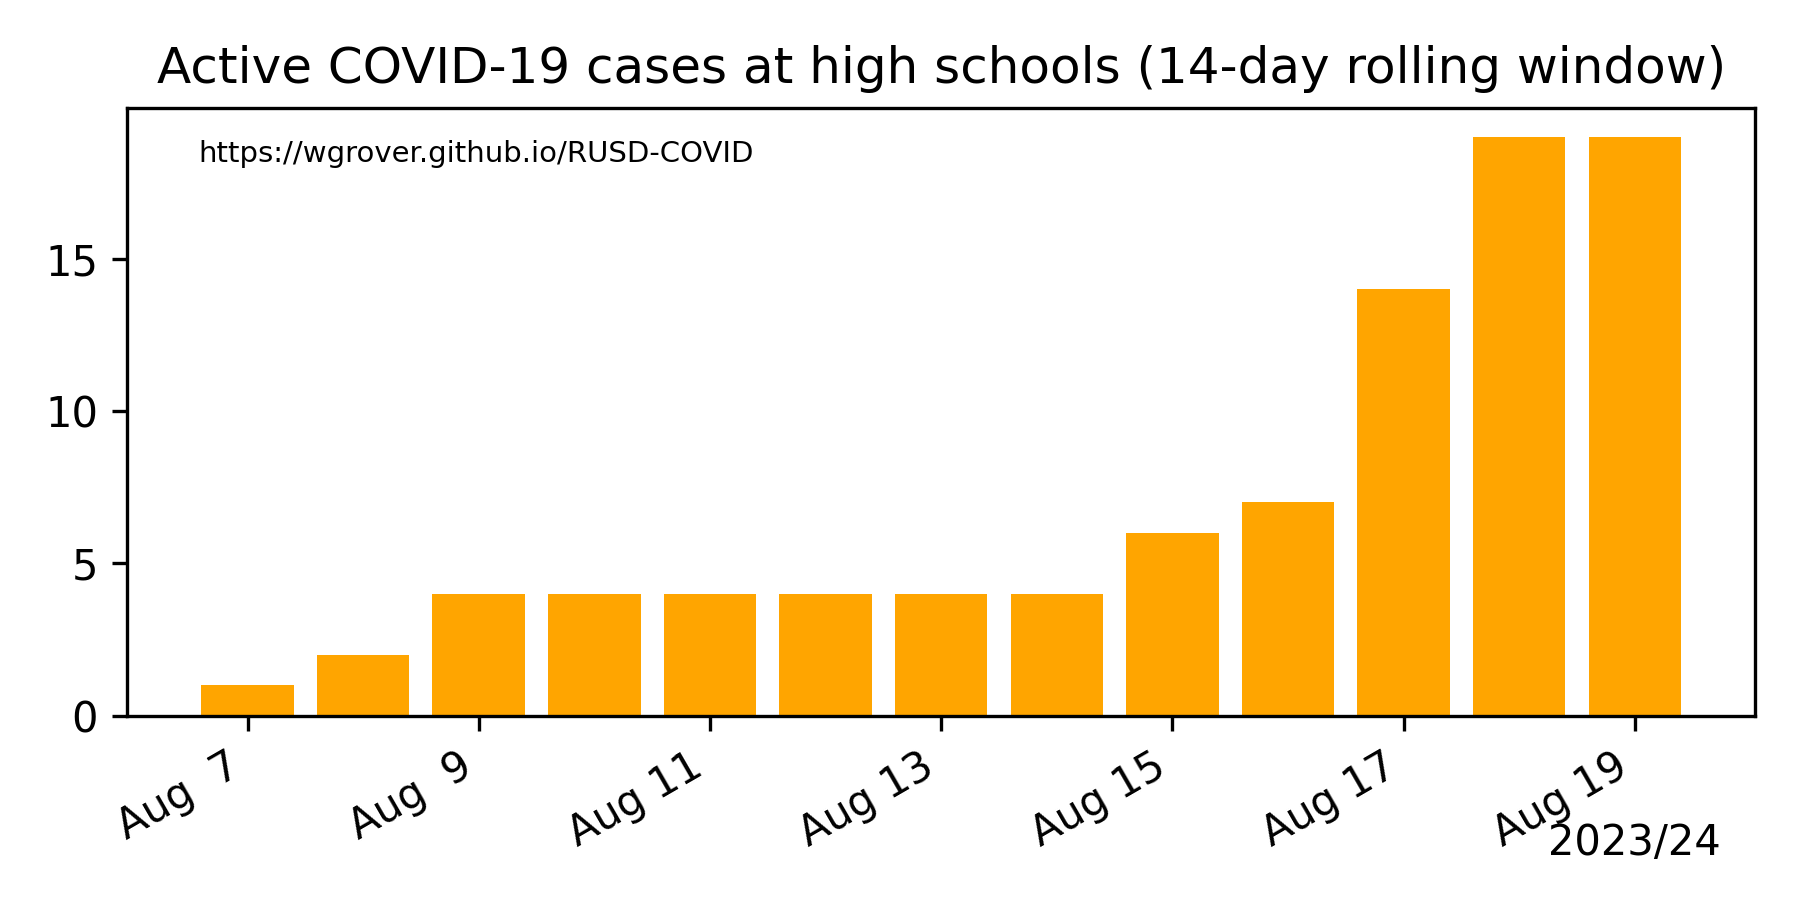 Active COVID-19 cases at high schools (14-day rolling window)
https://wgrover.github.io/RUSD-COVID
15
10
5
0
Aug 7
Aug 9
Aug 11
Aug 13
Aug 15
Aug 17
Aug 19
2023/24